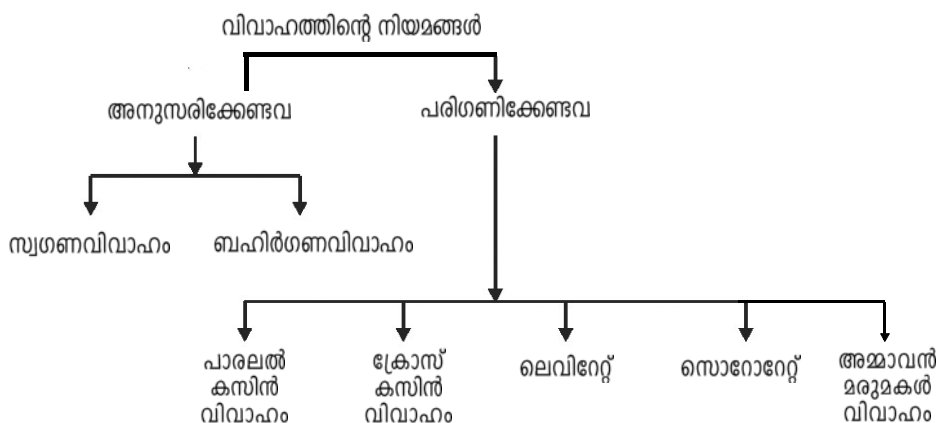 വിവാഹത്തിന്റെ നിയമങ്ങൾ
അനുസരിക്കേണ്ടവ
പരിഗണിക്കേണ്ടവ
സ്വഗണവിവാഹം
ബഹിർഗണവിവാഹം
പാരലൽ
കസിൻ
വിവാഹം
ക്രോസ്
കസിൻ
വിവാഹം
ലെവിറേറ്റ്
സൊറോറേറ്റ്
അമ്മാവൻ
മരുമകൾ
വിവാഹം